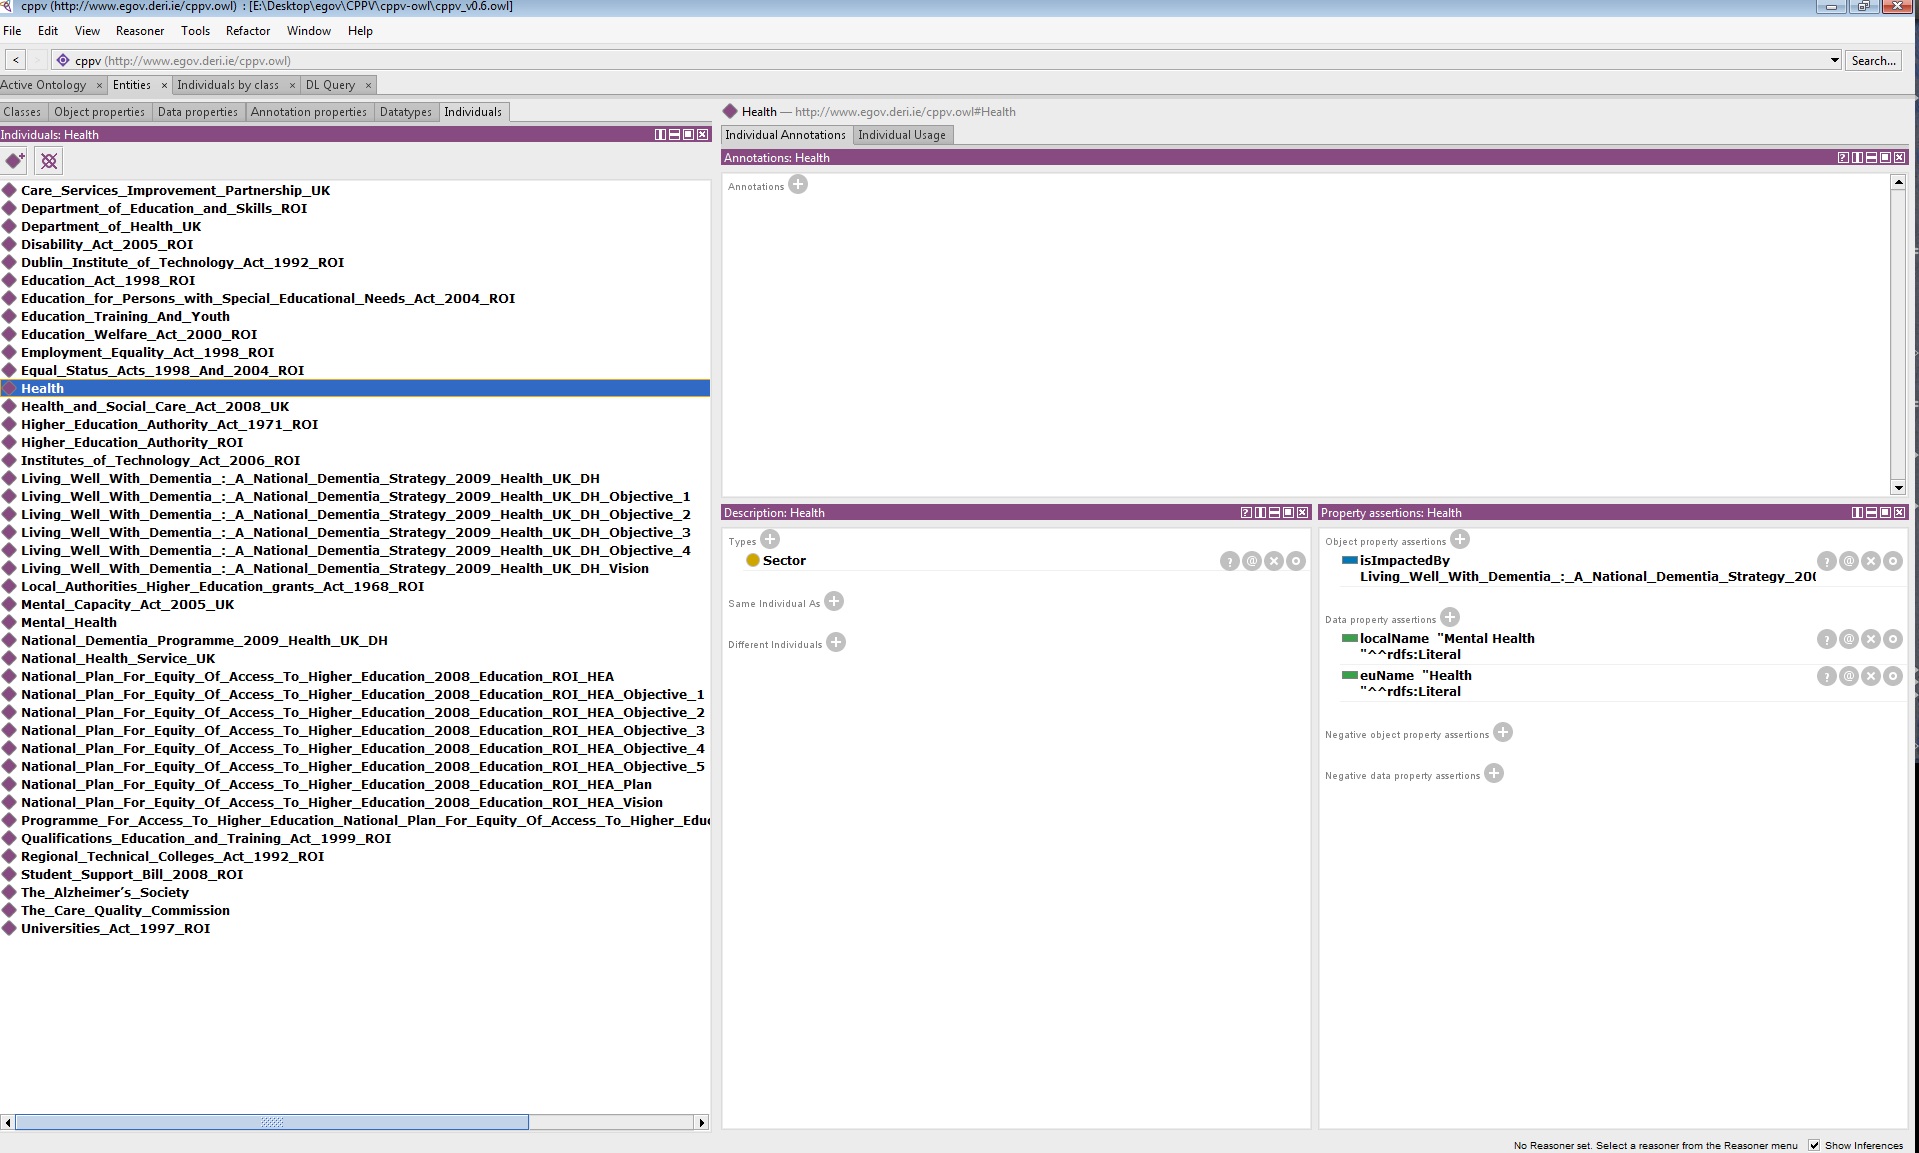 cppv (http://www.egov.deri.ie/cppv.owl) : [E:\Desktop\egov\CPPV\cppv-owl\cppv_v0.6.owl]
File Edit View Reasoner Tools Refactor Window Help
< > cppv (http://www.egov.deri.ie/cppv.owl) Search...
Active Ontology × Entities × Individuals by class × DL Query ×
Classes Object properties Data properties Annotation properties Datatypes Individuals
Individuals: Health
Care_Services_Improvement_Partnership_UK
Department_of_Education_and_Skills_ROI
Department_of_Health_UK
Disability_Act_2005_ROI
Dublin_Institute_of_Technology_Act_1992_ROI
Education_Act_1998_ROI
Education_for_Persons_with_Special_Educational_Needs_Act_2004_ROI
Education_Training_And_Youth
Education_Welfare_Act_2000_ROI
Employment_Equality_Act_1998_ROI
Equal_Status_Acts_1998_And_2004_ROI
Health
Health_and_Social_Care_Act_2008_UK
Higher_Education_Authority_Act_1971_ROI
Higher_Education_Authority_ROI
Institutes_of_Technology_Act_2006_ROI
Living_Well_With_Dementia_:_A_National_Dementia_Strategy_2009_Health_UK_DH
Living_Well_With_Dementia_:_A_National_Dementia_Strategy_2009_Health_UK_DH_Objective_1
Living_Well_With_Dementia_:_A_National_Dementia_Strategy_2009_Health_UK_DH_Objective_2
Living_Well_With_Dementia_:_A_National_Dementia_Strategy_2009_Health_UK_DH_Objective_3
Living_Well_With_Dementia_:_A_National_Dementia_Strategy_2009_Health_UK_DH_Objective_4
Living_Well_With_Dementia_:_A_National_Dementia_Strategy_2009_Health_UK_DH_Vision
Local_Authorities_Higher_Education_grants_Act_1968_ROI
Mental_Capacity_Act_2005_UK
Mental_Health
National_Dementia_Programme_2009_Health_UK_DH
National_Health_Service_UK
National_Plan_For_Equity_Of_Access_To_Higher_Education_2008_Education_ROI_HEA
National_Plan_For_Equity_Of_Access_To_Higher_Education_2008_Education_ROI_HEA_Objective_1
National_Plan_For_Equity_Of_Access_To_Higher_Education_2008_Education_ROI_HEA_Objective_2
National_Plan_For_Equity_Of_Access_To_Higher_Education_2008_Education_ROI_HEA_Objective_3
National_Plan_For_Equity_Of_Access_To_Higher_Education_2008_Education_ROI_HEA_Objective_4
National_Plan_For_Equity_Of_Access_To_Higher_Education_2008_Education_ROI_HEA_Objective_5
National_Plan_For_Equity_Of_Access_To_Higher_Education_2008_Education_ROI_HEA_Plan
National_Plan_For_Equity_Of_Access_To_Higher_Education_2008_Education_ROI_HEA_Vision
Programme_For_Access_To_Higher_Education_National_Plan_For_Equity_Of_Access_To_Higher_Edu
Qualifications_Education_and_Training_Act_1999_ROI
Regional_Technical_Colleges_Act_1992_ROI
Student_Support_Bill_2008_ROI
The_Alzheimer’s_Society
The_Care_Quality_Commission
Universities_Act_1997_ROI
Health — http://www.egov.deri.ie/cppv.owl#Health
Individual Annotations Individual Usage
Annotations: Health
Annotations
Description: Health
Types
Sector
Same Individual As
Different Individuals
Property assertions: Health
Object property assertions
isImpactedBy
Living_Well_With_Dementia_:_A_National_Dementia_Strategy_200
Data property assertions
localName "Mental Health
"^^rdfs:Literal
euName "Health
"^^rdfs:Literal
Negative object property assertions
Negative data property assertions
No Reasoner set. Select a reasoner from the Reasoner menu Show Inferences